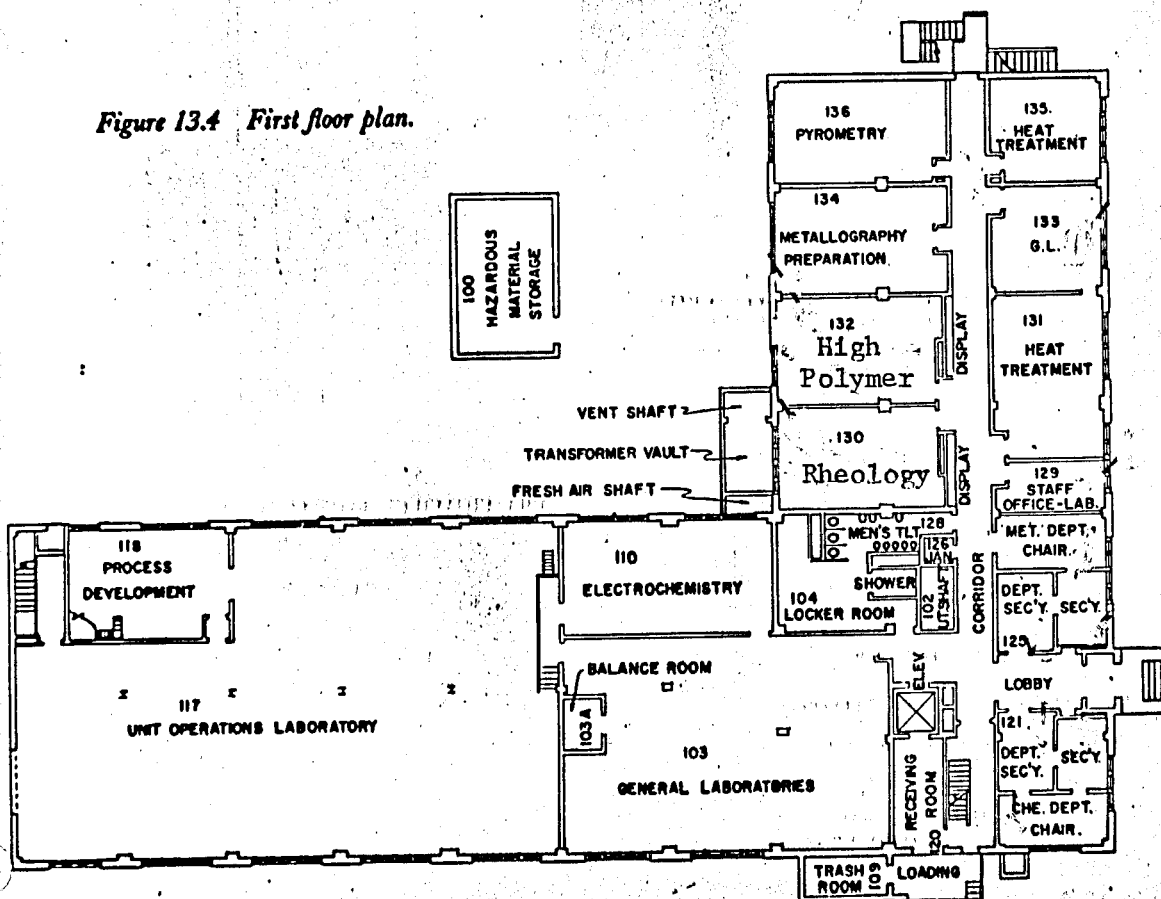 Figure 13.4 First floor plan.
136
PYROMETRY
135.
HEAT
TREATMENT
134
METALLOGRAPHY
PREPARATION
133
G.L.
100
HAZARDOUS
MATERIAL
STORAGE
132
High
Polymer
DISPLAY
131
HEAT
TREATMENT
VENT SHAFT
TRANSFORMER VAULT
FRESH AIR SHAFT
130
Rheology
DISPLAY
129
STAFF
OFFICE-LAB.
118
PROCESS
DEVELOPMENT
110
ELECTROCHEMISTRY
MEN'S TLT
128
126
JAN
SHOWER
104
LOCKER ROOM
102
UT SHAFT
CORRIDOR
MET. DEPT.
CHAIR.
DEPT.
SEC'Y.
SEC'Y.
125
BALANCE ROOM
103A
ELEV
LOBBY
117
UNIT OPERATIONS LABORATORY
103
GENERAL LABORATORIES
RECEIVING
ROOM
120
121
DEPT.
SEC'Y.
SEC'Y.
CHE. DEPT.
CHAIR.
TRASH
ROOM
109
LOADING